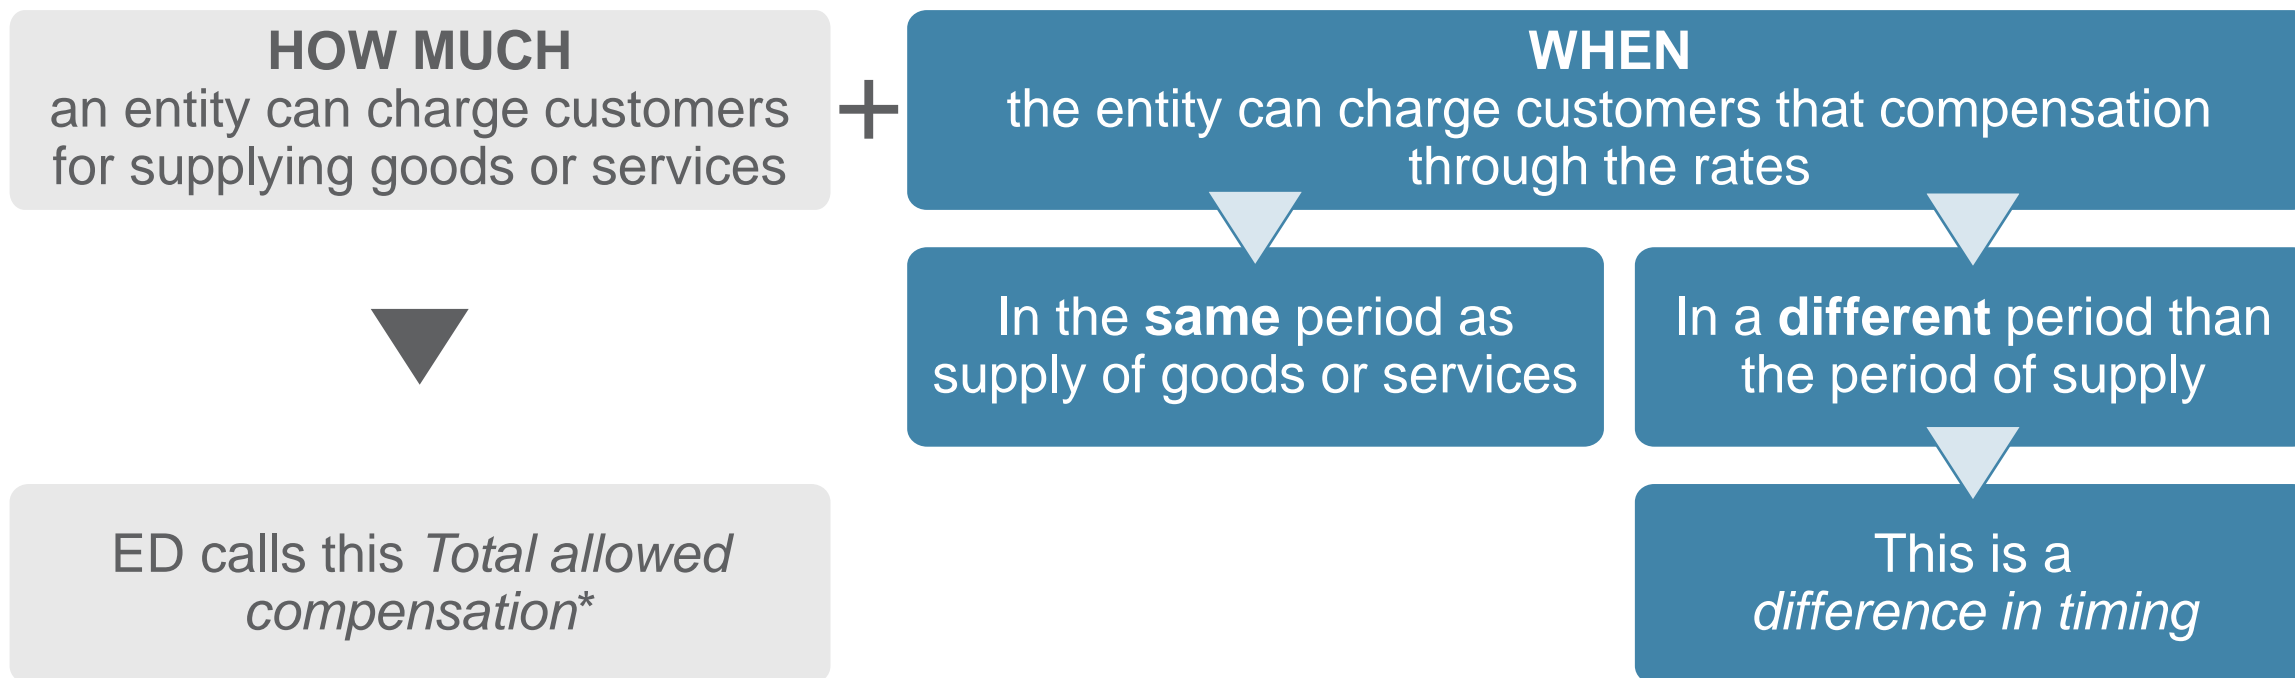 HOW MUCH
an entity can charge customers
for supplying goods or services
+
WHEN
the entity can charge customers that compensation
through the rates
In the same period as
supply of goods or services
In a different period than
the period of supply
ED calls this Total allowed
compensation*
This is a
difference in timing